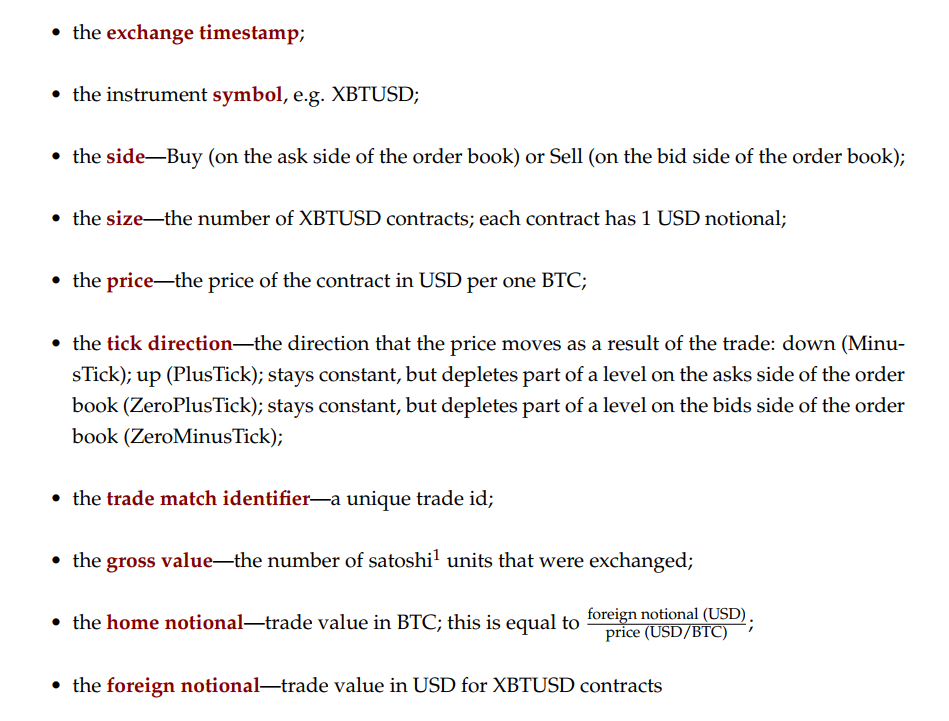 • the exchange timestamp;
• the instrument symbol, e.g. XBTUSD;
• the side—Buy (on the ask side of the order book) or Sell (on the bid side of the order book);
• the size—the number of XBTUSD contracts; each contract has 1 USD notional;
• the price—the price of the contract in USD per one BTC;
• the tick direction—the direction that the price moves as a result of the trade: down (Minu-
sTick); up (PlusTick); stays constant, but depletes part of a level on the asks side of the order
book (ZeroPlusTick); stays constant, but depletes part of a level on the bids side of the order
book (ZeroMinusTick);
• the trade match identifier—a unique trade id;
• the gross value—the number of satoshi¹ units that were exchanged;
• the home notional—trade value in BTC; this is equal to foreign notional (USD) / price (USD/BTC);
• the foreign notional—trade value in USD for XBTUSD contracts